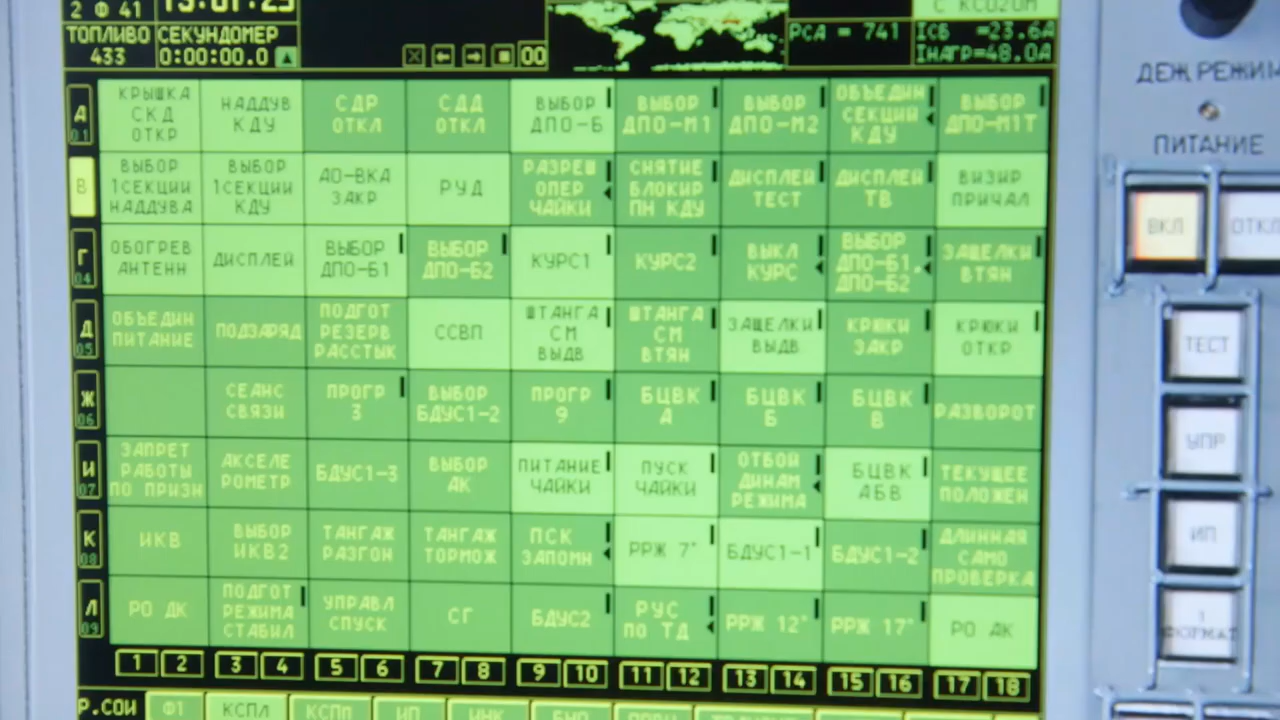 2 Ф 41
ТОПЛИВО
433
СЕКУНДОМЕР
0:00:00.0
00
РСА = 741
С КСО20М
IСБ =23.6А
IНАГР=48.0А
ДЕЖ РЕЖИМ
ПИТАНИЕ
ВКЛ
ОТКЛ
ТЕСТ
УПР
ИП
1
ФОРМАТ
А
01
КРЫШКА
СКД
ОТКР
НАДДУВ
КДУ
СДР
ОТКЛ
СДД
ОТКЛ
ВЫБОР
ДПО-Б
ВЫБОР
ДПО-М1
ВЫБОР
ДПО-М2
ОБЪЕДИН
СЕКЦИЙ
КДУ
ВЫБОР
ДПО-М1Т
В
ВЫБОР
1СЕКЦИИ
НАДДУВА
ВЫБОР
1СЕКЦИИ
КДУ
АО-ВКА
ЗАКР
РУД
РАЗРЕШ
ОПЕР
ЧАЙКИ
СНЯТИЕ
БЛОКИР
ПН КДУ
ДИСПЛЕЙ
ТЕСТ
ДИСПЛЕЙ
ТВ
ВИЗИР
ПРИЧАЛ
Г
04
ОБОГРЕВ
АНТЕНН
ДИСПЛЕЙ
ВЫБОР
ДПО-Б1
ВЫБОР
ДПО-Б2
КУРС1
КУРС2
ВЫКЛ
КУРС
ВЫБОР
ДПО-Б1.
ДПО-Б2
ЗАЩЕЛКИ
ВТЯН
Д
05
ОБЪЕДИН
ПИТАНИЕ
ПОДЗАРЯД
ПОДГОТ
РЕЗЕРВ
РАССТЫК
ССВП
ШТАНГА
СМ
ВЫДВ
ШТАНГА
СМ
ВТЯН
ЗАЩЕЛКИ
ВЫДВ
КРЮКИ
ЗАКР
КРЮКИ
ОТКР
Ж
06
СЕАНС
СВЯЗИ
ПРОГР
3
ВЫБОР
БДУС1-2
ПРОГР
9
БЦВК
А
БЦВК
Б
БЦВК
В
РАЗВОРОТ
И
07
ЗАПРЕТ
РАБОТЫ
ПО ПРИЗН
АКСЕЛЕ
РОМЕТР
БДУС1-3
ВЫБОР
АК
ПИТАНИЕ
ЧАЙКИ
ПУСК
ЧАЙКИ
ОТБОЙ
ДИНАМ
РЕЖИМА
БЦВК
АБВ
ТЕКУЩЕЕ
ПОЛОЖЕН
К
08
ИКВ
ВЫБОР
ИКВ2
ТАНГАЖ
РАЗГОН
ТАНГАЖ
ТОРМОЖ
ПСК
ЗАПОМН
РРЖ 7°
БДУС1-1
БДУС1-2
ДЛИННАЯ
САМО
ПРОВЕРКА
Л
09
РО ДК
ПОДГОТ
РЕЖИМА
СТАБИЛ
УПРАВЛ
СПУСК
СГ
БДУС2
РУС
ПО ТД
РРЖ 12°
РРЖ 17°
РО АК
1 2 3 4 5 6 7 8 9 10 11 12 13 14 15 16 17 18
Р.СОИ
Ф1
КСПЛ
КСПП
ИП